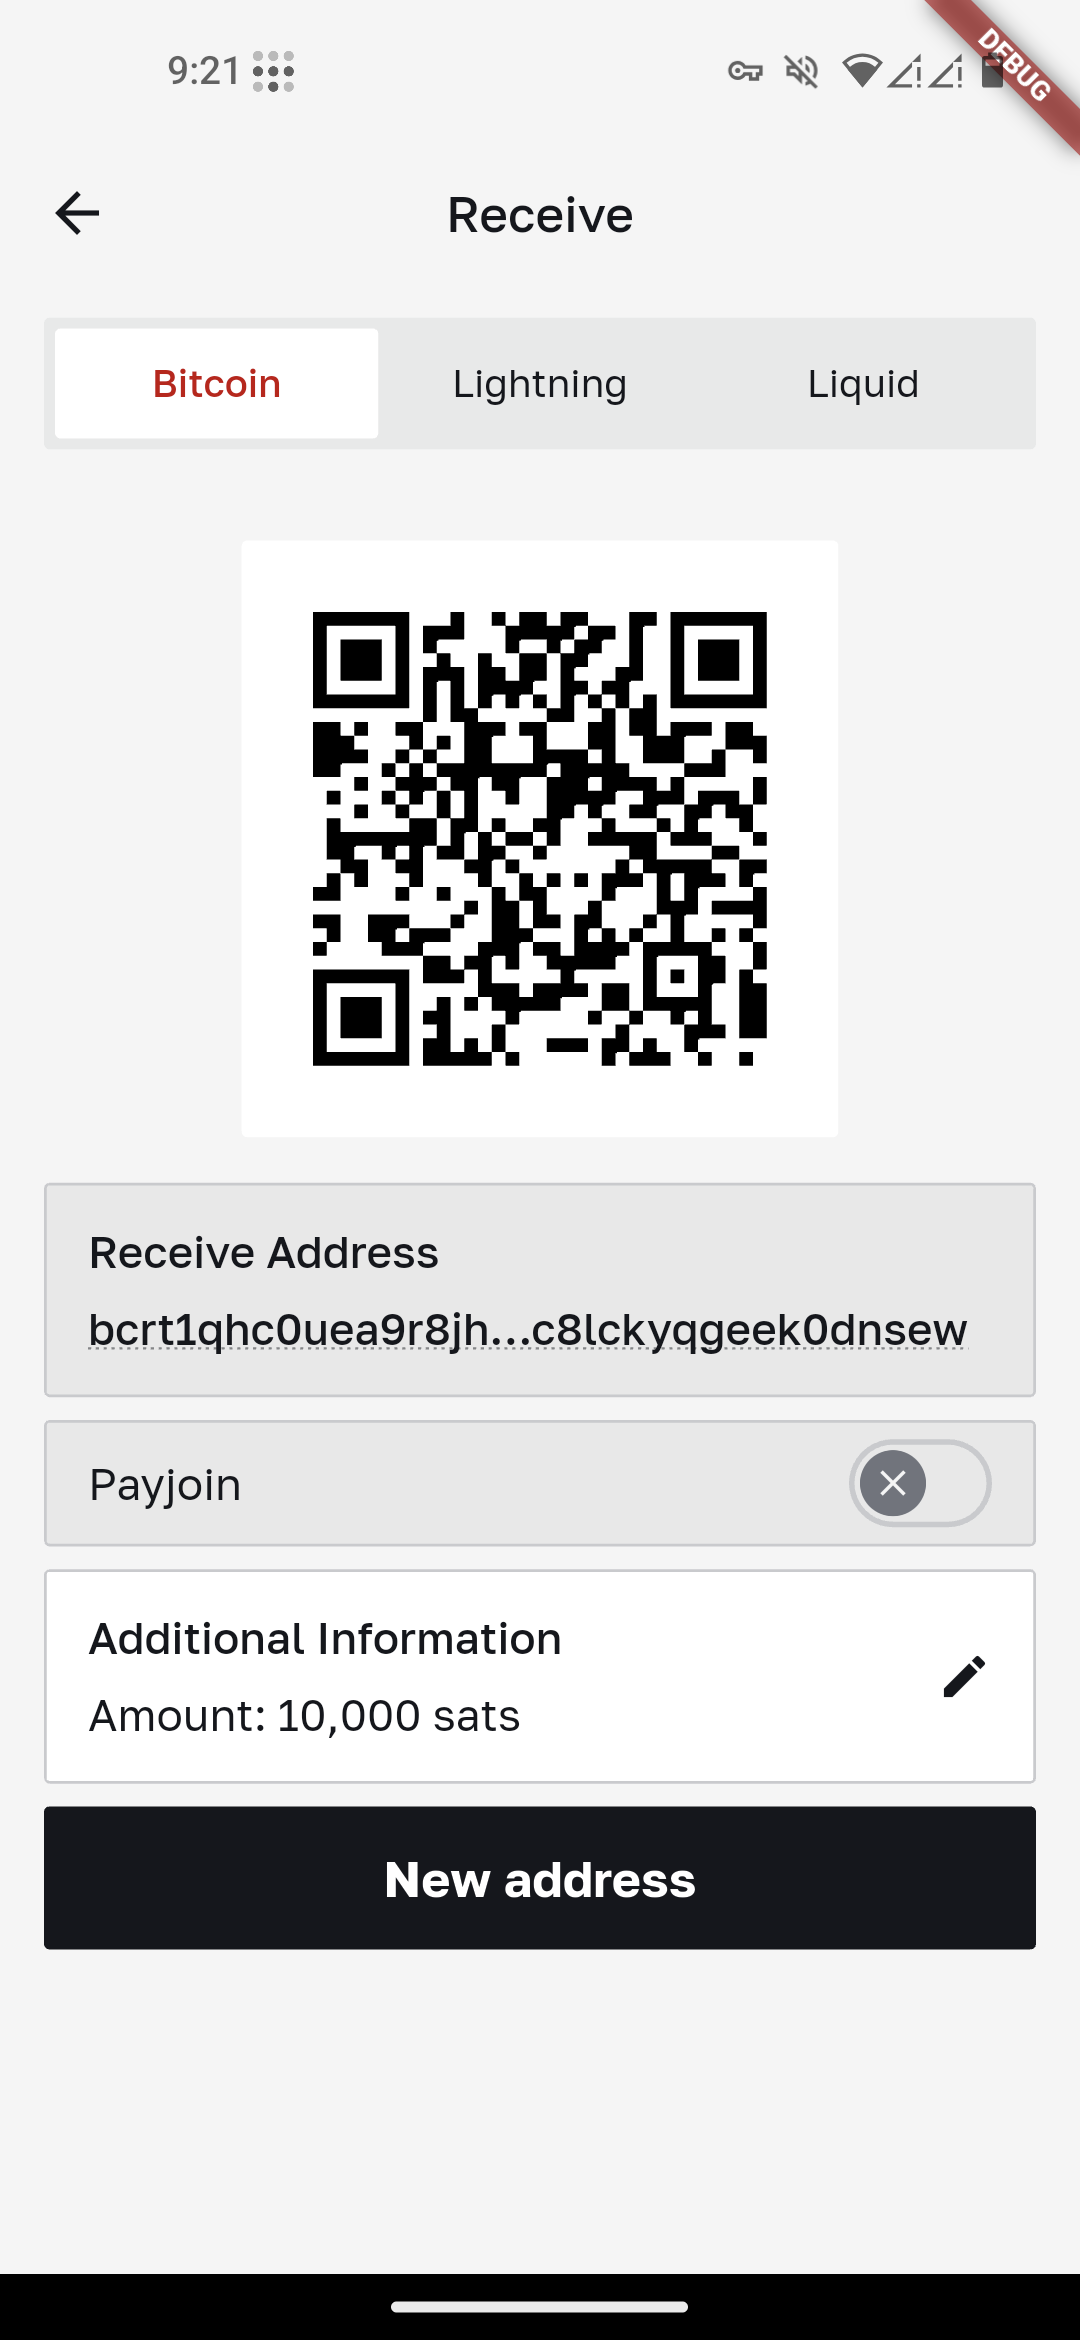 9:21
DEBUG
Receive
Bitcoin Lightning Liquid
Receive Address
bcrt1qhc0uea9r8jh...c8lckyqgeek0dnsew
Payjoin
Additional Information
Amount: 10,000 sats
New address